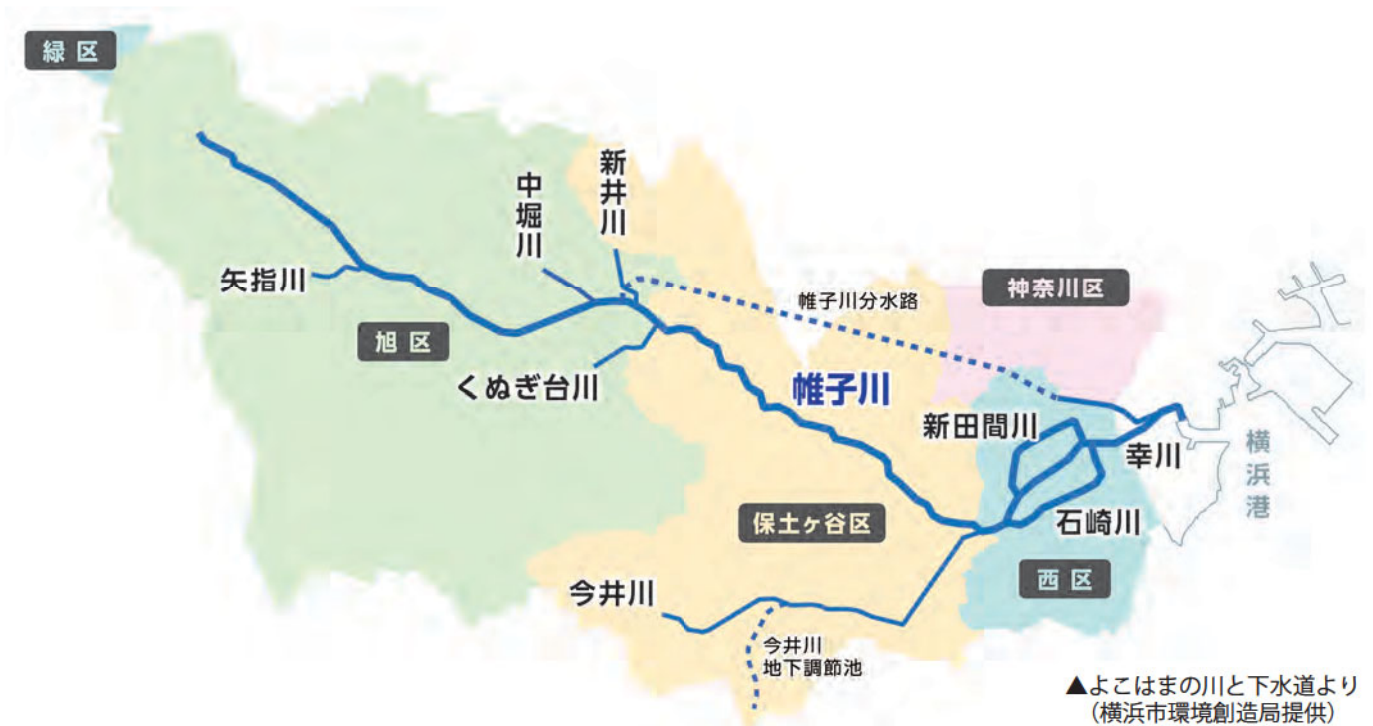 緑区
新井川
中堀川
矢指川
帷子川分水路
神奈川区
旭区
くぬぎ台川
帷子川
新田間川
幸川
横浜港
保土ヶ谷区
石崎川
西区
今井川
今井川
地下調節池
▲よこはまの川と下水道より
(横浜市環境創造局提供)